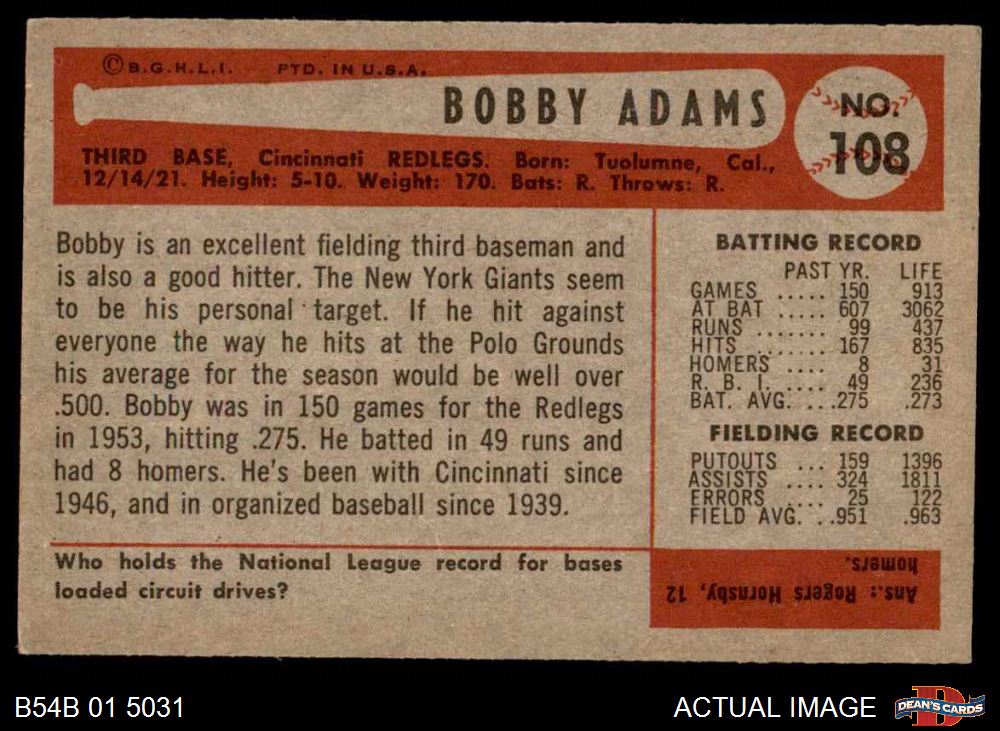 ©B.G.H.L.I. PTD. IN U.S.A.
BOBBY ADAMS
NO.
108
THIRD BASE, Cincinnati REDLEGS. Born: Tuolumne, Cal.,
12/14/21. Height: 5-10. Weight: 170. Bats: R. Throws: R.
Bobby is an excellent fielding third baseman and
is also a good hitter. The New York Giants seem
to be his personal target. If he hit against
everyone the way he hits at the Polo Grounds
his average for the season would be well over
.500. Bobby was in 150 games for the Redlegs
in 1953, hitting .275. He batted in 49 runs and
had 8 homers. He's been with Cincinnati since
1946, and in organized baseball since 1939.
BATTING RECORD
PAST YR. LIFE
GAMES ..... 150 913
AT BAT ..... 607 3062
RUNS ....... 99 437
HITS ....... 167 835
HOMERS .... 8 31
R. B. I. .... 49 236
BAT. AVG. ...275 .273
FIELDING RECORD
PUTOUTS ... 159 1396
ASSISTS .... 324 1811
ERRORS .... 25 122
FIELD AVG. ..951 .963
Who holds the National League record for bases
loaded circuit drives?
Ans.: Rogers Hornsby, 12
homers.
B54B 01 5031
ACTUAL IMAGE
D
DEAN'S CARDS